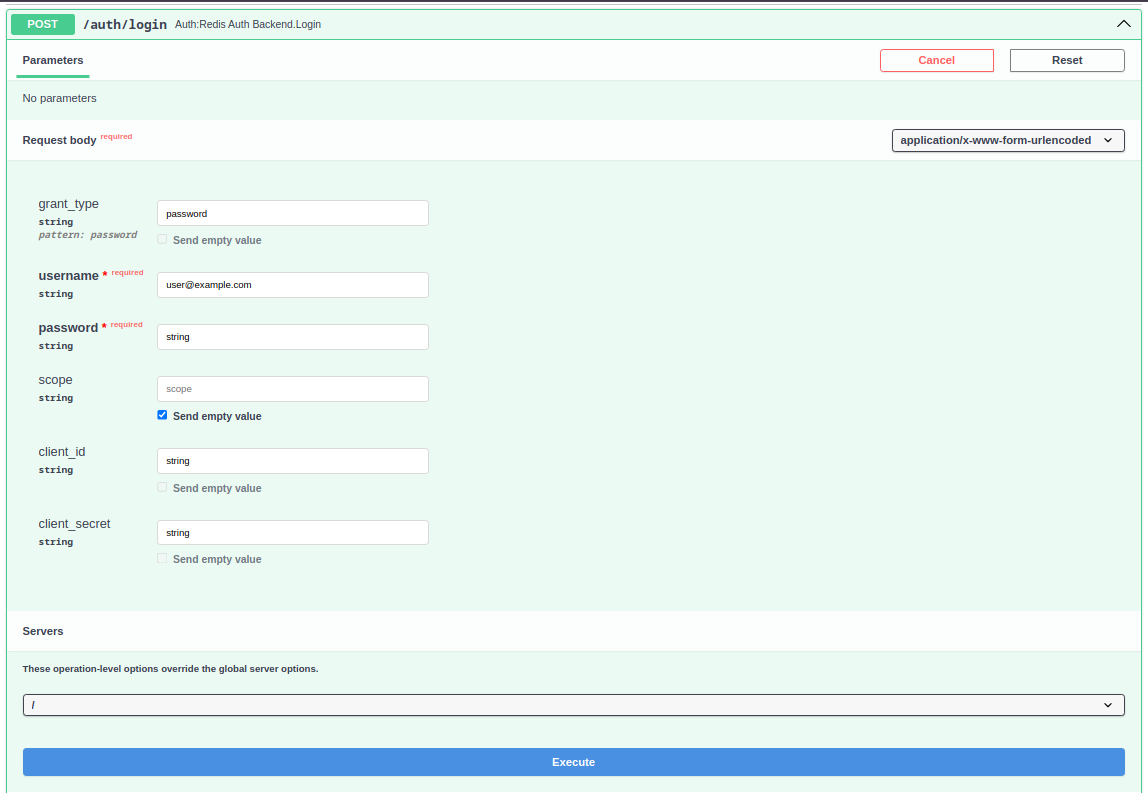 POST /auth/login Auth:Redis Auth Backend.Login
Parameters Cancel Reset
No parameters
Request body required application/x-www-form-urlencoded
grant_type
string
pattern: password
password
Send empty value
username * required
string
user@example.com
password * required
string
string
scope
string
scope
Send empty value
client_id
string
string
Send empty value
client_secret
string
string
Send empty value
Servers
These operation-level options override the global server options.
/
Execute